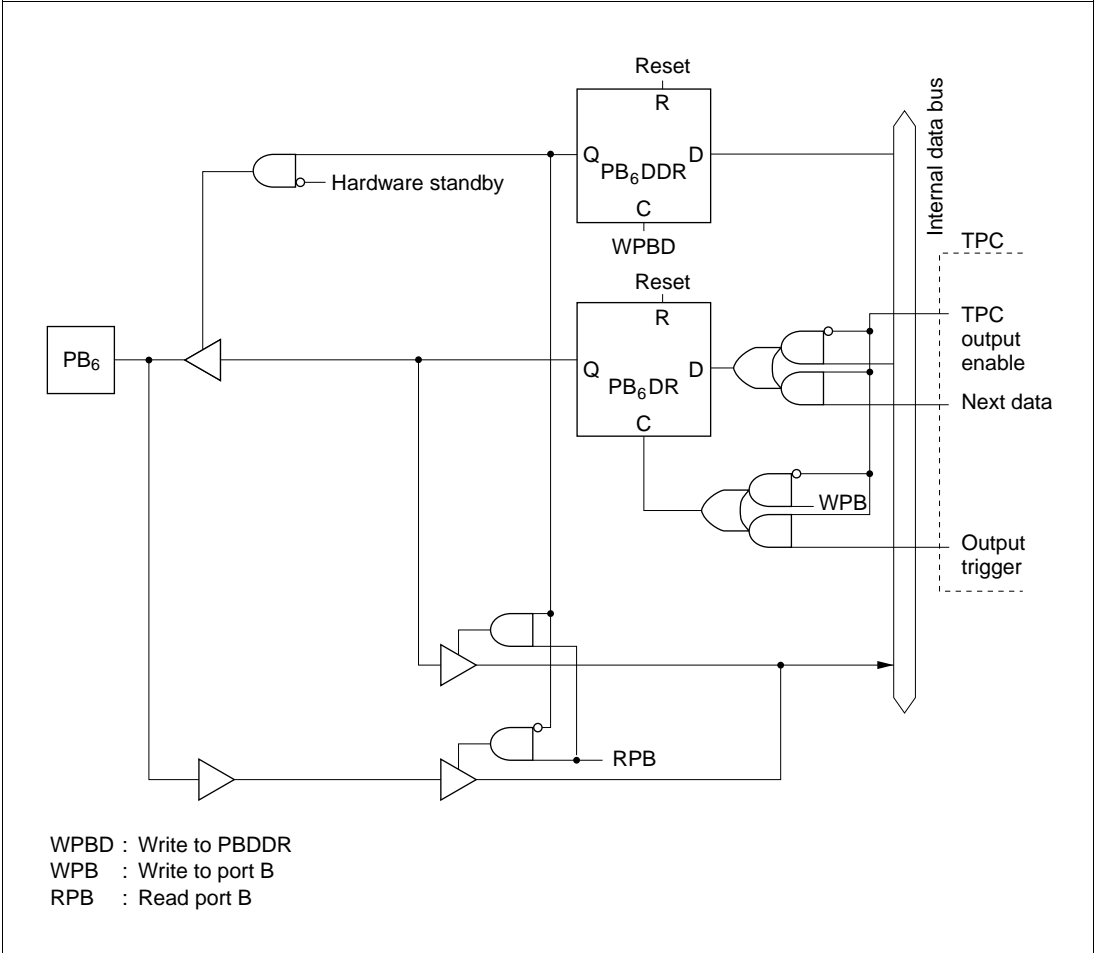 Reset
R
Internal data bus
Q
D
PB6DDR
Hardware standby
C
WPBD
TPC
Reset
R
TPC
output
enable
PB6
Q
D
PB6DR
Next data
C
WPB
Output
trigger
RPB
WPBD : Write to PBDDR
WPB : Write to port B
RPB : Read port B